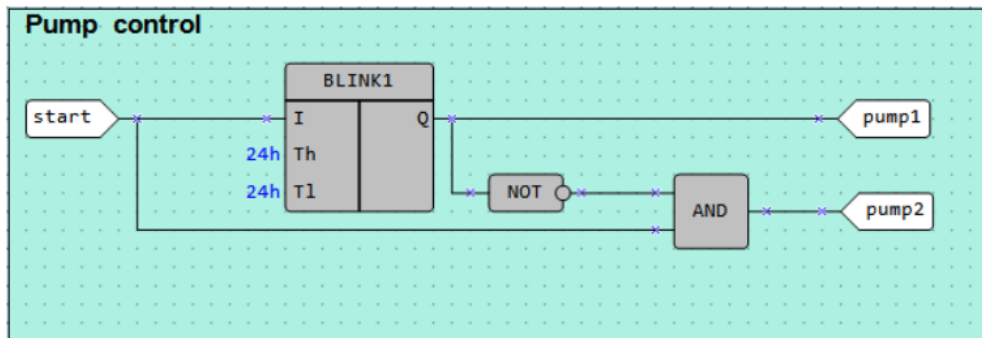 Pump control
BLINK1
start
I
Q
pump1
24h
Th
24h
Tl
NOT
AND
pump2